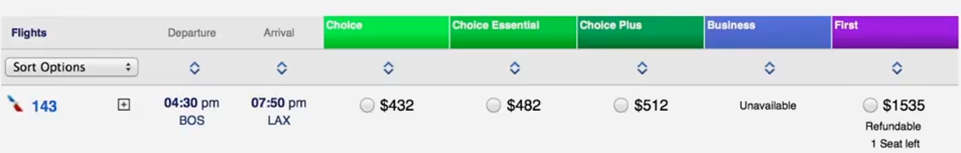 Flights Departure Arrival Choice Choice Essential Choice Plus Business First
Sort Options
143 04:30 pm 07:50 pm $432 $482 $512 Unavailable $1535
BOS LAX Refundable
1 Seat left